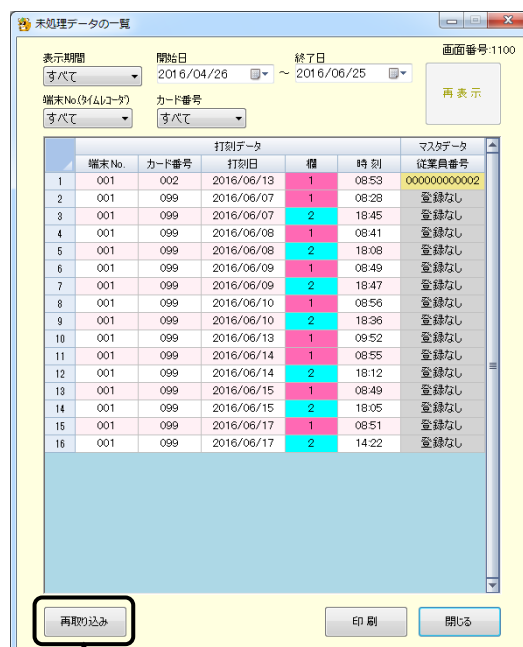 未処理データの一覧
画面番号:1100
表示期間 開始日 終了日
すべて 2016/04/26 ~ 2016/06/25
再表示
端末No.(タイムレコーダ) カード番号
すべて すべて
打刻データ マスタデータ
端末No. カード番号 打刻日 欄 時刻 従業員番号
1 001 002 2016/06/13 1 08:53 000000000002
2 001 099 2016/06/07 1 08:28 登録なし
3 001 099 2016/06/07 2 18:45 登録なし
4 001 099 2016/06/08 1 08:41 登録なし
5 001 099 2016/06/08 2 18:08 登録なし
6 001 099 2016/06/09 1 08:49 登録なし
7 001 099 2016/06/09 2 18:47 登録なし
8 001 099 2016/06/10 1 08:56 登録なし
9 001 099 2016/06/10 2 18:36 登録なし
10 001 099 2016/06/13 1 09:52 登録なし
11 001 099 2016/06/14 1 08:55 登録なし
12 001 099 2016/06/14 2 18:12 登録なし
13 001 099 2016/06/15 1 08:49 登録なし
14 001 099 2016/06/15 2 18:05 登録なし
15 001 099 2016/06/17 1 08:51 登録なし
16 001 099 2016/06/17 2 14:22 登録なし
再取り込み 印刷 閉じる